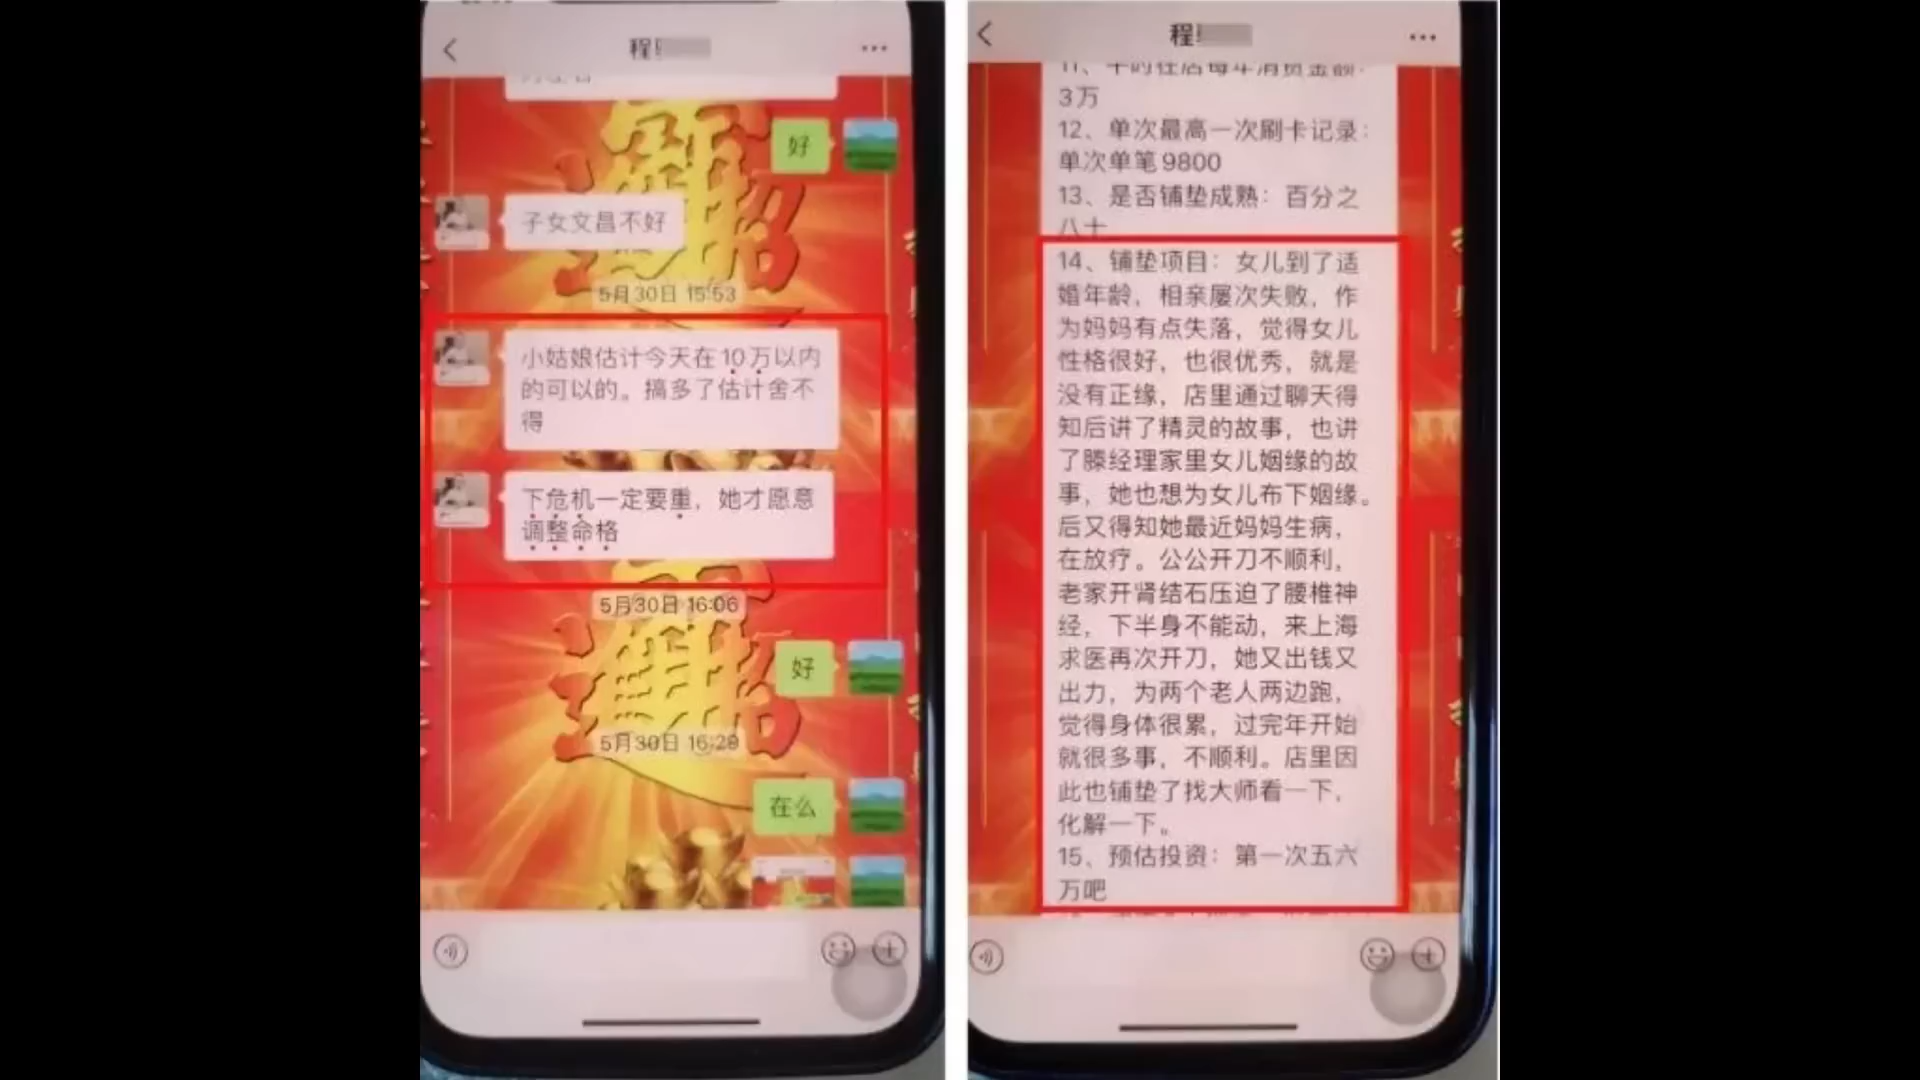 程
好
子女文昌不好
5月30日 15:53
小姑娘估计今天在10万以内
的可以的。搞多了估计舍不
得
下危机一定要重，她才愿意
调整命格
5月30日 16:06
好
5月30日 16:29
在么
程
11、平时在店每年消费金额：
3万
12、单次最高一次刷卡记录：
单次单笔9800
13、是否铺垫成熟：百分之
八十
14、铺垫项目：女儿到了适
婚年龄，相亲屡次失败，作
为妈妈有点失落，觉得女儿
性格很好，也很优秀，就是
没有正缘，店里通过聊天得
知后讲了精灵的故事，也讲
了滕经理家里女儿姻缘的故
事，她也想为女儿布下姻缘。
后又得知她最近妈妈生病，
在放疗。公公开刀不顺利，
老家开肾结石压迫了腰椎神
经，下半身不能动，来上海
求医再次开刀，她又出钱又
出力，为两个老人两边跑，
觉得身体很累，过完年开始
就很多事，不顺利。店里因
此也铺垫了找大师看一下，
化解一下。
15、预估投资：第一次五六
万吧